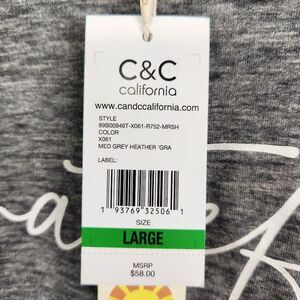 C&C
california
www.candccalifornia.com
STYLE
89B00946T-X061-R752-MRSH
COLOR
X061
MED GREY HEATHER 'GRA
LABEL:
1 93769 32506 1
SIZE
LARGE
MSRP
$58.00